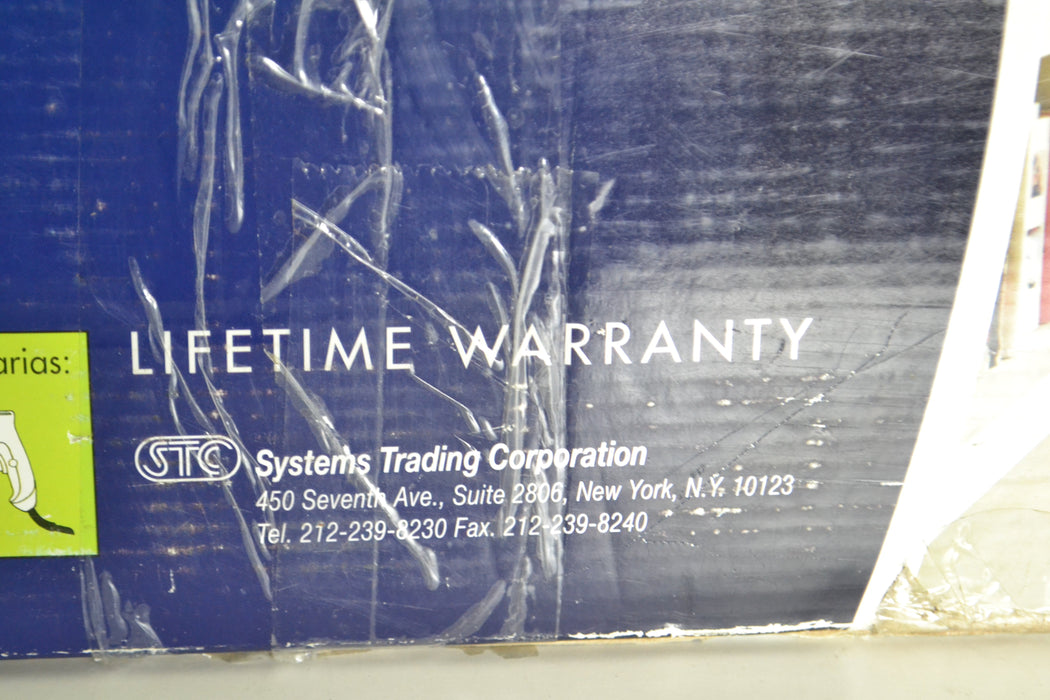 arias:
LIFETIME WARRANTY
STC Systems Trading Corporation
450 Seventh Ave., Suite 2806, New York, N.Y. 10123
Tel. 212-239-8230 Fax. 212-239-8240